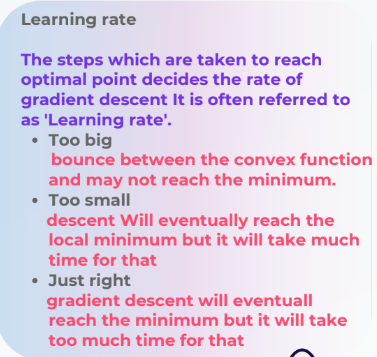 Learning rate
The steps which are taken to reach
optimal point decides the rate of
gradient descent It is often referred to
as 'Learning rate'.
• Too big
bounce between the convex function
and may not reach the minimum.
• Too small
descent Will eventually reach the
local minimum but it will take much
time for that
• Just right
gradient descent will eventuall
reach the minimum but it will take
too much time for that